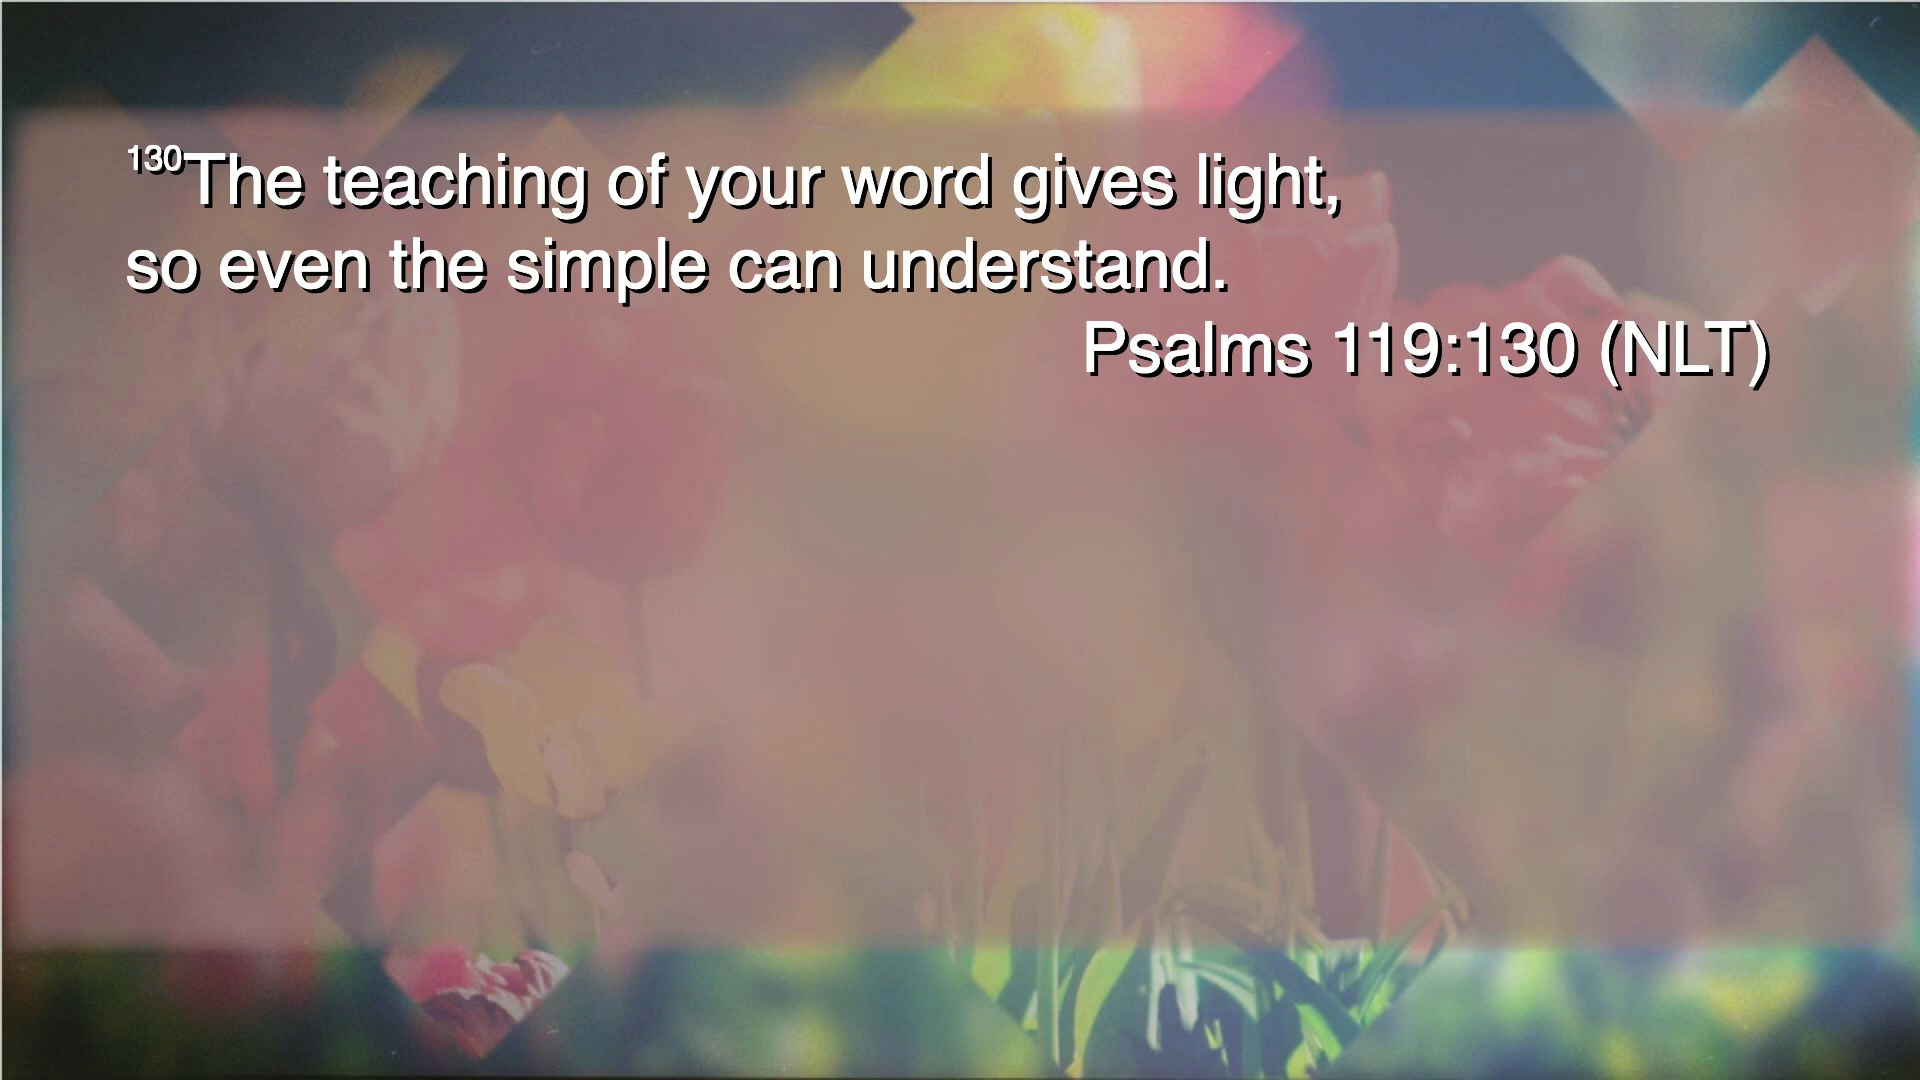 130The teaching of your word gives light,
so even the simple can understand.
Psalms 119:130 (NLT)